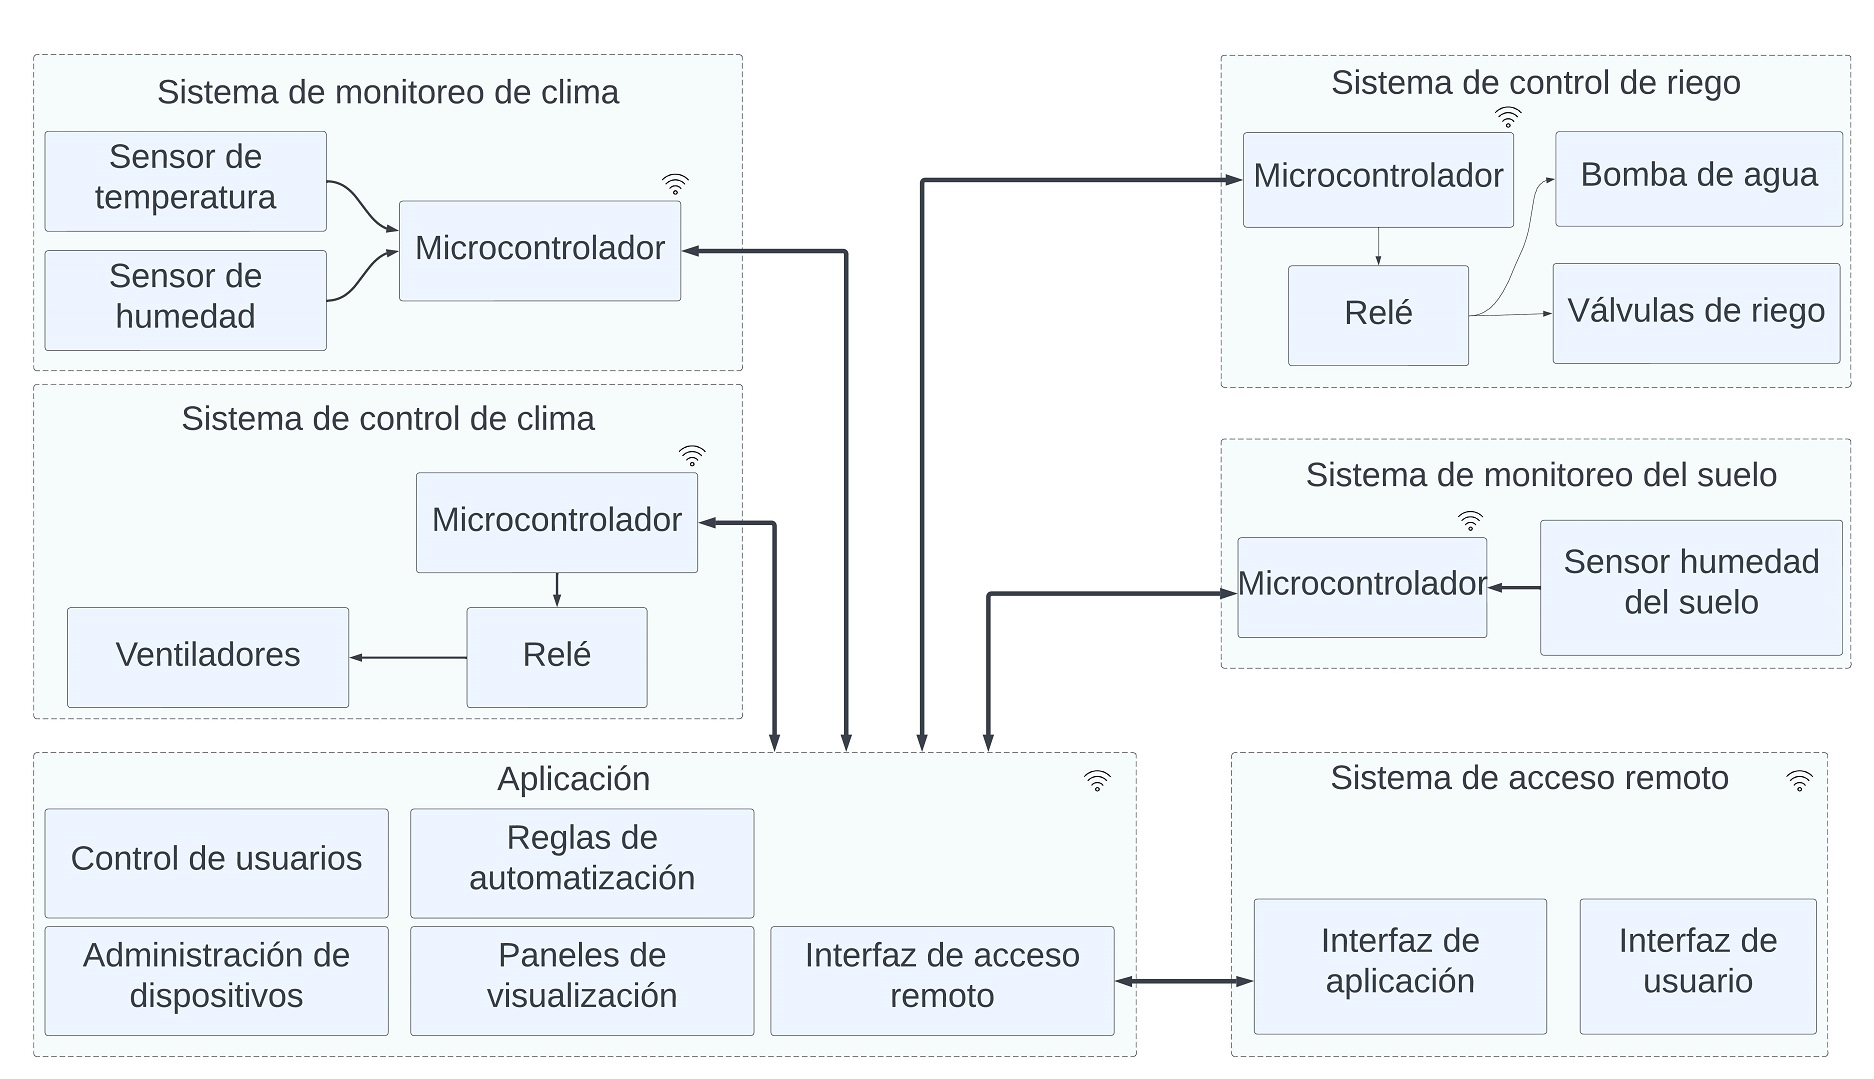 Sistema de monitoreo de clima
Sensor de
temperatura
Sensor de
humedad
Microcontrolador
Sistema de control de clima
Microcontrolador
Ventiladores
Relé
Sistema de control de riego
Microcontrolador
Bomba de agua
Relé
Válvulas de riego
Sistema de monitoreo del suelo
Microcontrolador
Sensor humedad
del suelo
Aplicación
Control de usuarios
Reglas de
automatización
Administración de
dispositivos
Paneles de
visualización
Interfaz de acceso
remoto
Sistema de acceso remoto
Interfaz de
aplicación
Interfaz de
usuario